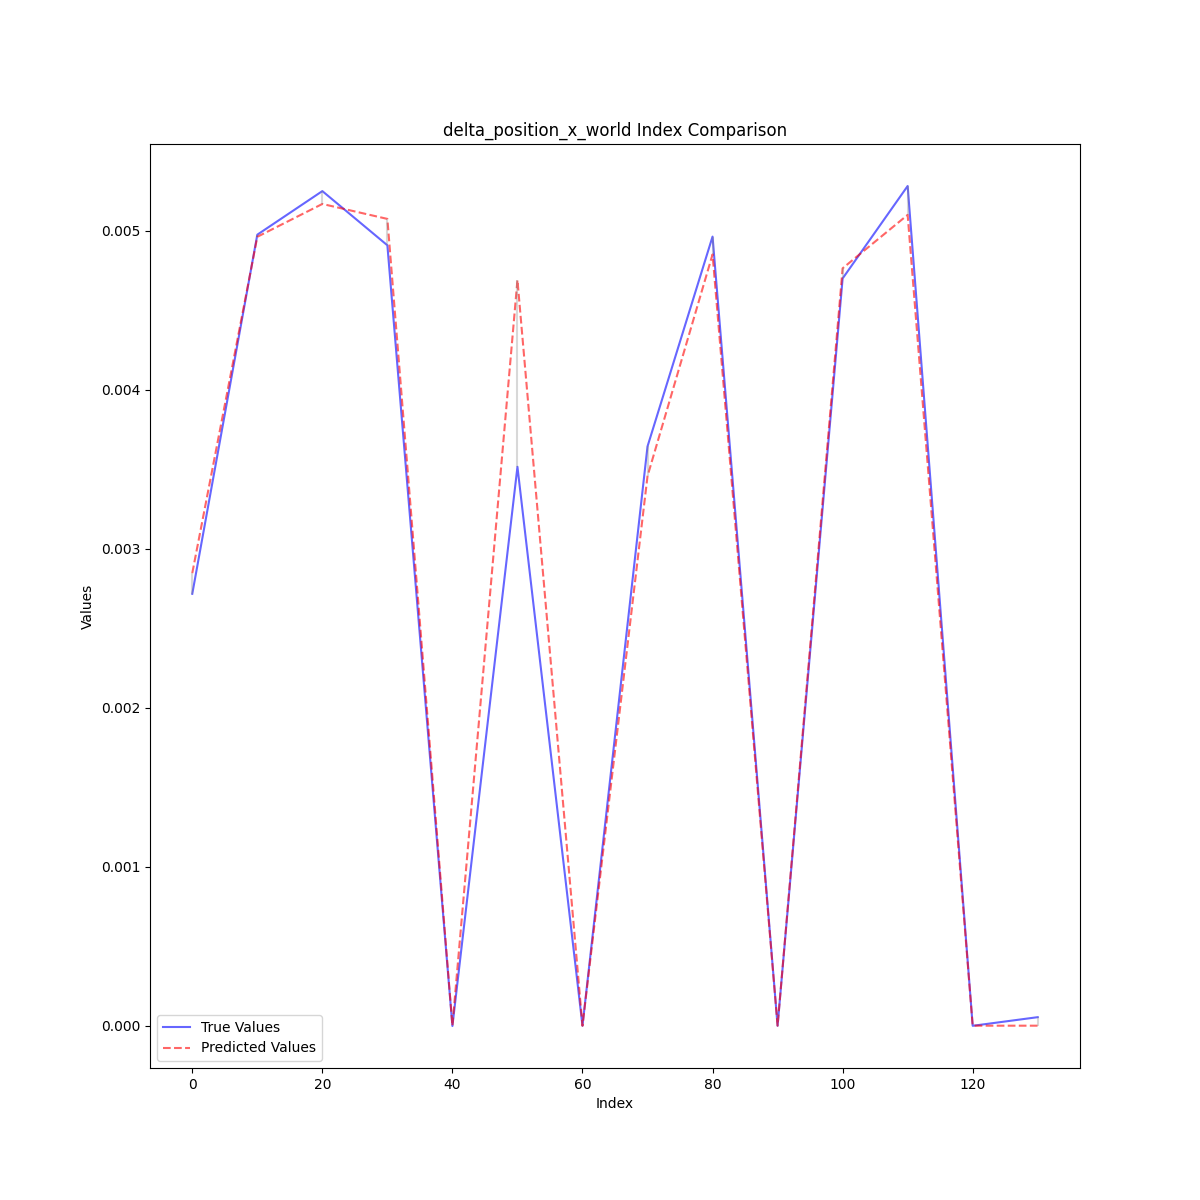 delta_position_x_world Index Comparison
0.005
0.004
0.003
0.002
0.001
0.000
Values
True Values
Predicted Values
0 20 40 60 80 100 120
Index